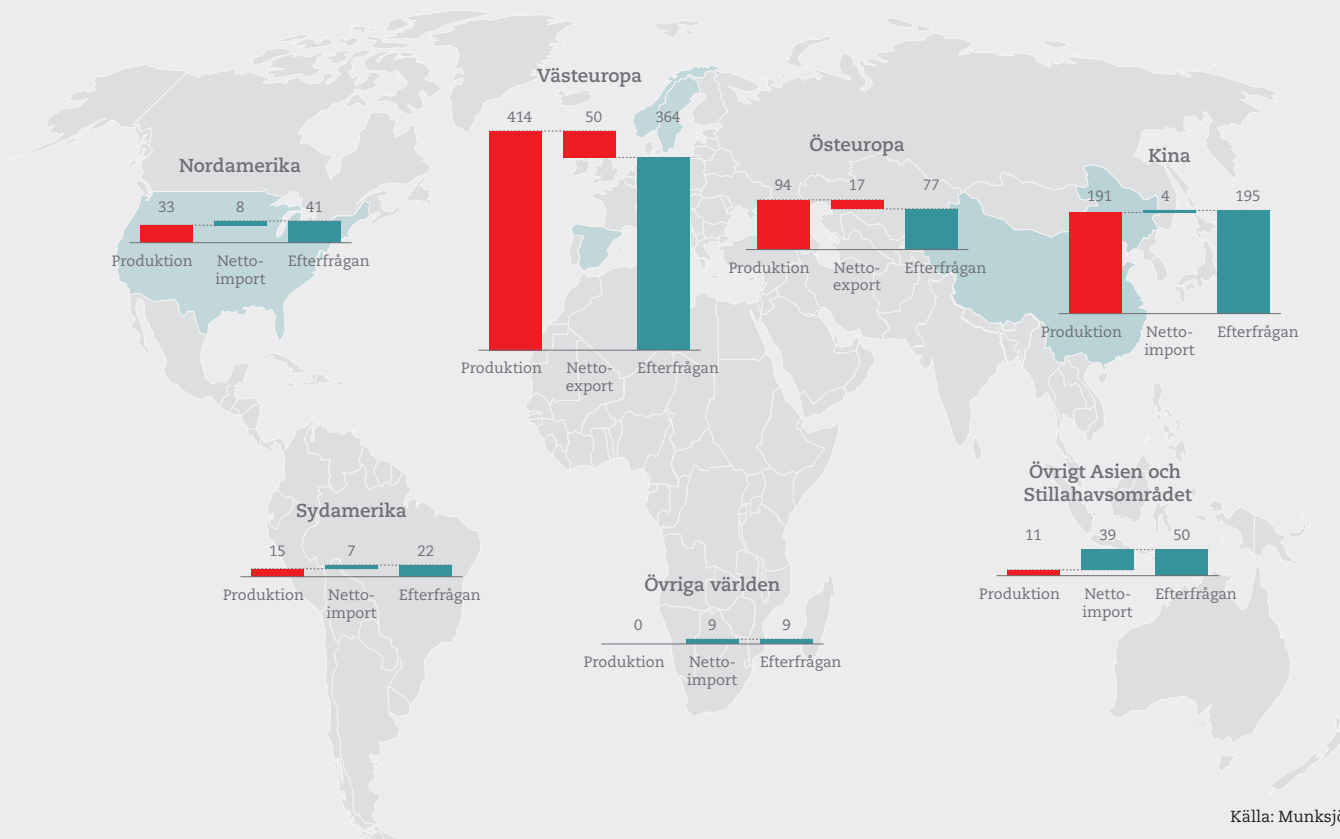 Västeuropa
414 50 364
Produktion Netto- Efterfrågan
export
Östeuropa
94 17 77
Produktion Netto- Efterfrågan
export
Kina
191 4 195
Produktion Netto- Efterfrågan
import
Nordamerika
33 8 41
Produktion Netto- Efterfrågan
import
Sydamerika
15 7 22
Produktion Netto- Efterfrågan
import
Övriga världen
0 9 9
Produktion Netto- Efterfrågan
import
Övrigt Asien och
Stillahavsområdet
11 39 50
Produktion Netto- Efterfrågan
import
Källa: Munksjö